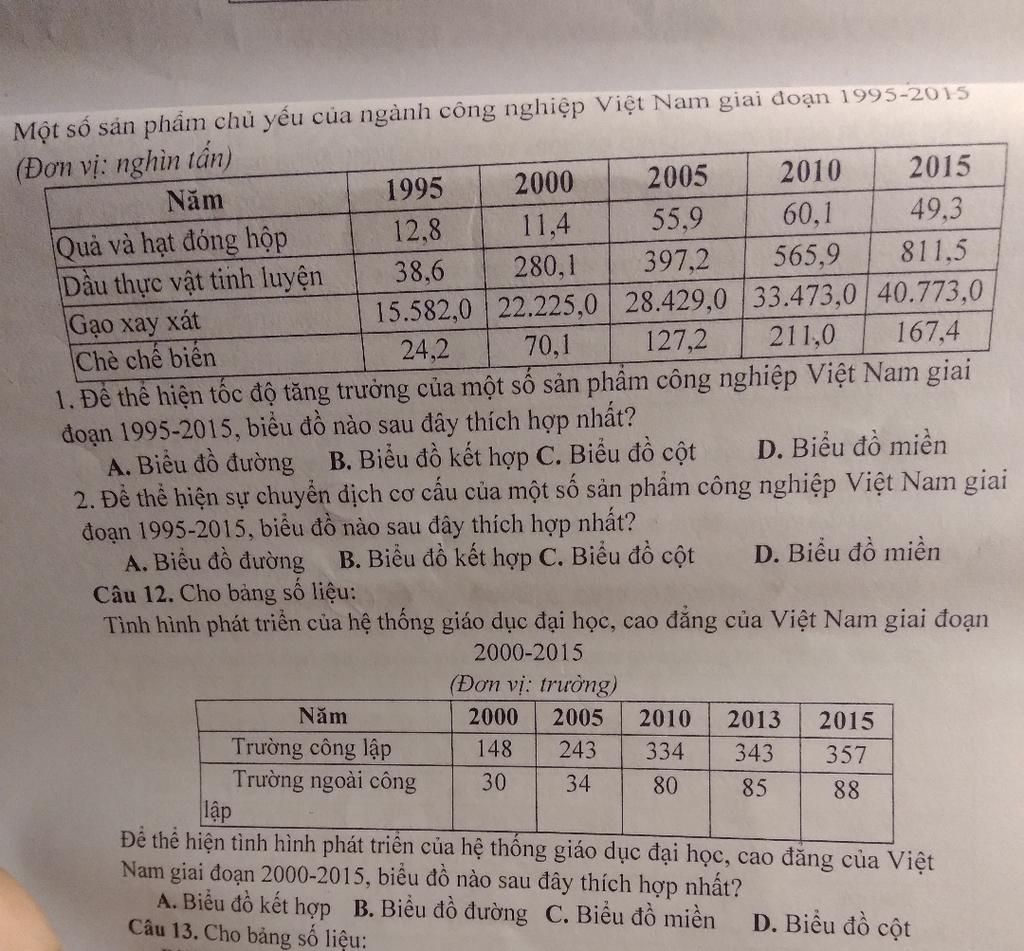 Một số sản phẩm chủ yếu của ngành công nghiệp Việt Nam giai đoạn 1995-2015
(Đơn vị: nghìn tấn)
Năm 1995 2000 2005 2010 2015
Quả và hạt đóng hộp 12,8 11,4 55,9 60,1 49,3
Dầu thực vật tinh luyện 38,6 280,1 397,2 565,9 811,5
Gạo xay xát 15.582,0 22.225,0 28.429,0 33.473,0 40.773,0
Chè chế biến 24,2 70,1 127,2 211,0 167,4
1. Để thể hiện tốc độ tăng trưởng của một số sản phẩm công nghiệp Việt Nam giai
đoạn 1995-2015, biểu đồ nào sau đây thích hợp nhất?
A. Biểu đồ đường B. Biểu đồ kết hợp C. Biểu đồ cột D. Biểu đồ miền
2. Để thể hiện sự chuyển dịch cơ cấu của một số sản phẩm công nghiệp Việt Nam giai
đoạn 1995-2015, biểu đồ nào sau đây thích hợp nhất?
A. Biểu đồ đường B. Biểu đồ kết hợp C. Biểu đồ cột D. Biểu đồ miền
Câu 12. Cho bảng số liệu:
Tình hình phát triển của hệ thống giáo dục đại học, cao đẳng của Việt Nam giai đoạn
2000-2015
(Đơn vị: trường)
Năm 2000 2005 2010 2013 2015
Trường công lập 148 243 334 343 357
Trường ngoài công 30 34 80 85 88
lập
Để thể hiện tình hình phát triển của hệ thống giáo dục đại học, cao đẳng của Việt
Nam giai đoạn 2000-2015, biểu đồ nào sau đây thích hợp nhất?
A. Biểu đồ kết hợp B. Biểu đồ đường C. Biểu đồ miền D. Biểu đồ cột
Câu 13. Cho bảng số liệu: